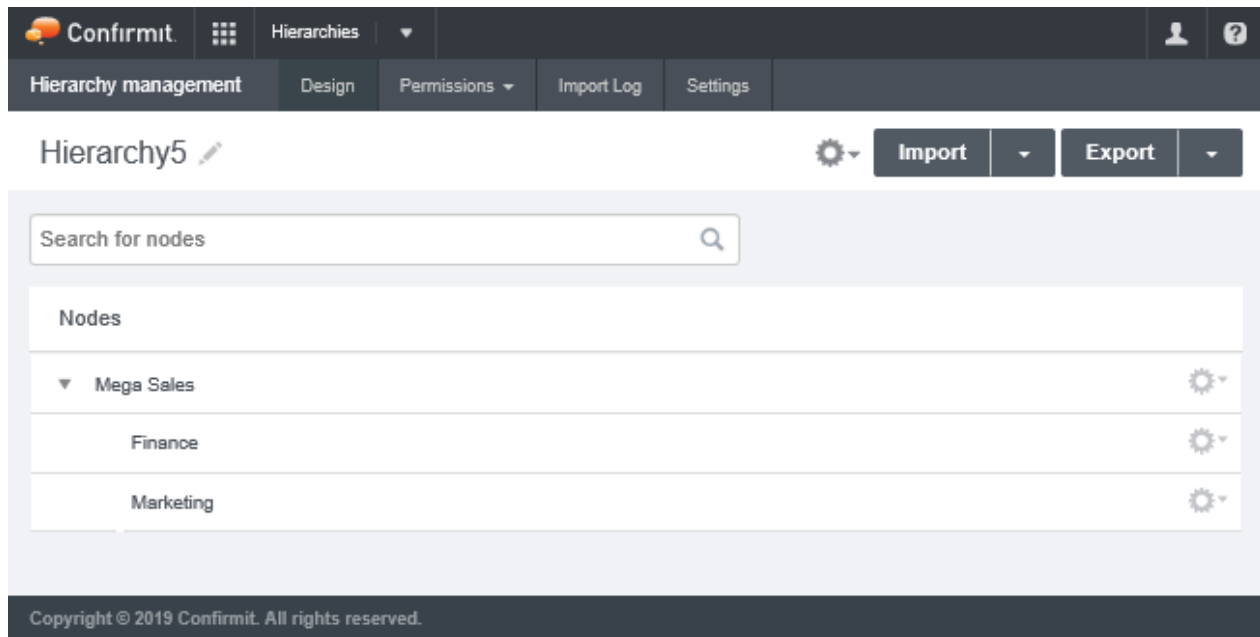 Confirmit. Hierarchies
Hierarchy management Design Permissions Import Log Settings
Hierarchy5 Import Export
Search for nodes
Nodes
Mega Sales
Finance
Marketing
Copyright © 2019 Confirmit. All rights reserved.